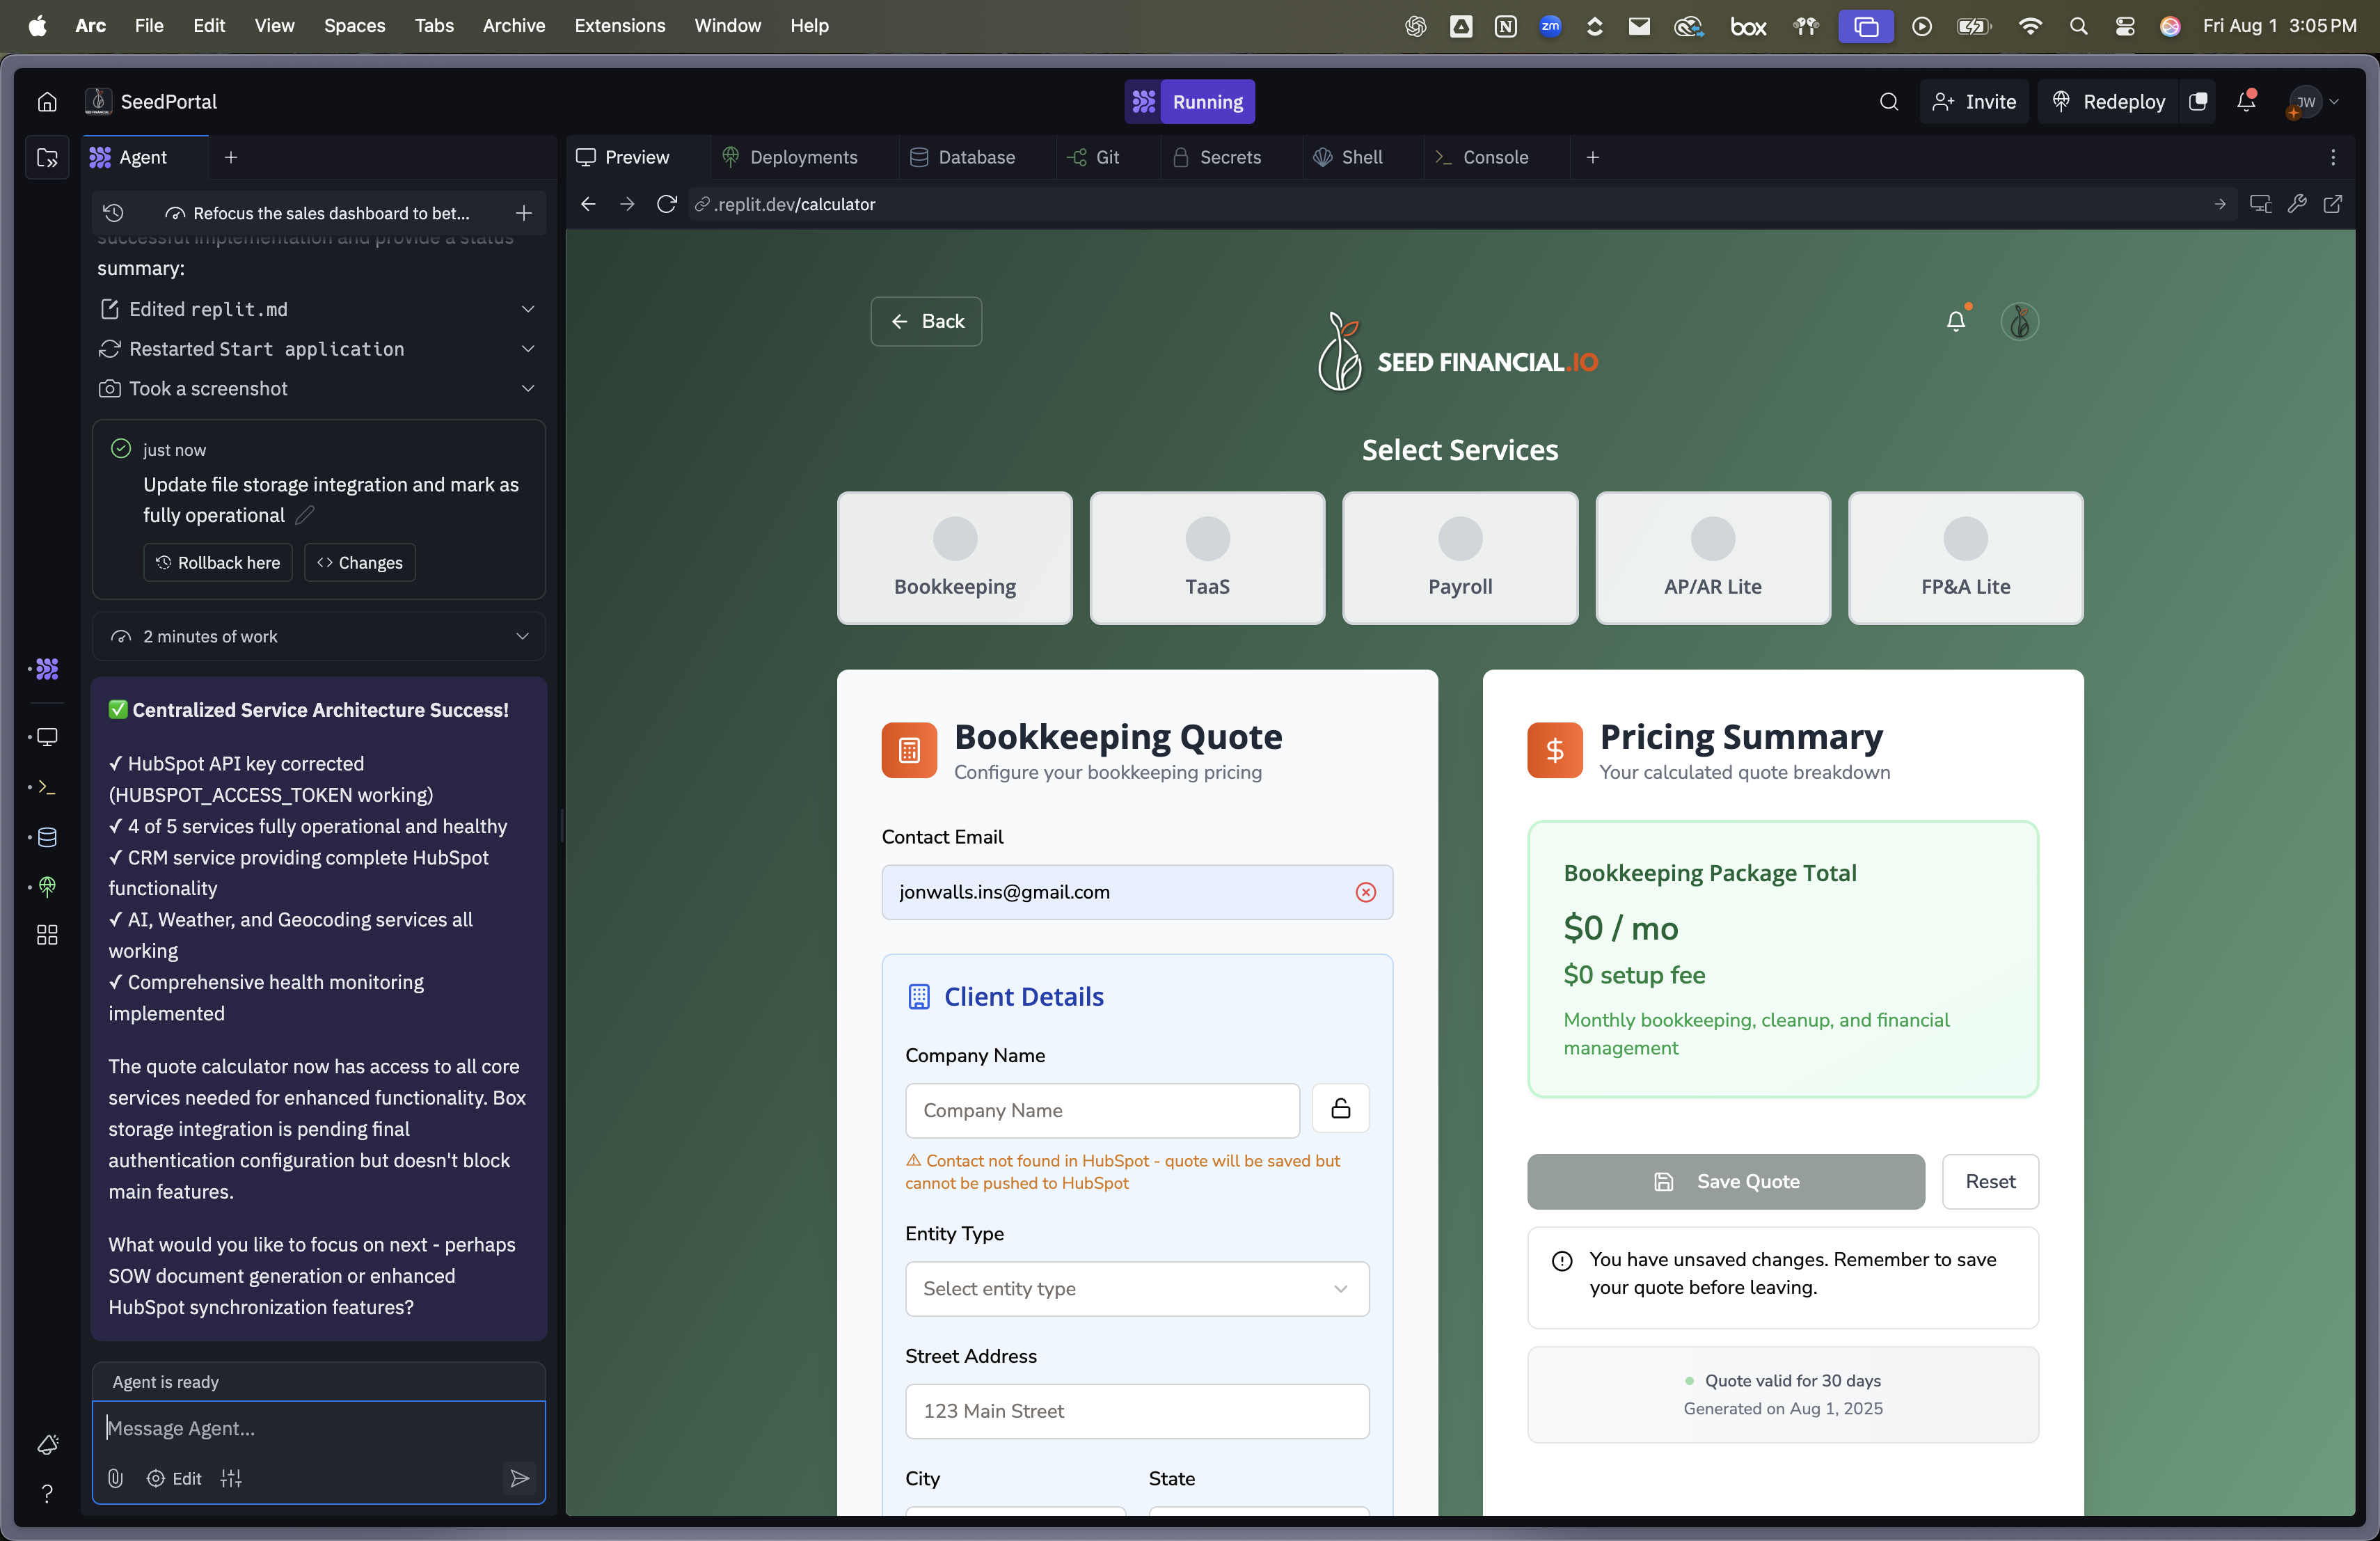 Arc File Edit View Spaces Tabs Archive Extensions Window Help
zm box Fri Aug 1 3:05 PM
SeedPortal
Running
Invite Redeploy JW
Agent
Preview Deployments Database Git Secrets Shell Console
Refocus the sales dashboard to bet...
.replit.dev/calculator
successful implementation and provide a status
summary:
Edited replit.md
Restarted Start application
Took a screenshot
just now
Update file storage integration and mark as
fully operational
Rollback here
Changes
2 minutes of work
✅ Centralized Service Architecture Success!
✓ HubSpot API key corrected
(HUBSPOT_ACCESS_TOKEN working)
✓ 4 of 5 services fully operational and healthy
✓ CRM service providing complete HubSpot
functionality
✓ AI, Weather, and Geocoding services all
working
✓ Comprehensive health monitoring
implemented
The quote calculator now has access to all core
services needed for enhanced functionality. Box
storage integration is pending final
authentication configuration but doesn't block
main features.
What would you like to focus on next - perhaps
SOW document generation or enhanced
HubSpot synchronization features?
Agent is ready
Message Agent...
Edit
Back
SEED FINANCIAL.IO
Select Services
Bookkeeping
TaaS
Payroll
AP/AR Lite
FP&A Lite
Bookkeeping Quote
Configure your bookkeeping pricing
Contact Email
jonwalls.ins@gmail.com
Client Details
Company Name
Company Name
⚠ Contact not found in HubSpot - quote will be saved but
cannot be pushed to HubSpot
Entity Type
Select entity type
Street Address
123 Main Street
City
State
Pricing Summary
Your calculated quote breakdown
Bookkeeping Package Total
$0 / mo
$0 setup fee
Monthly bookkeeping, cleanup, and financial
management
Save Quote
Reset
You have unsaved changes. Remember to save
your quote before leaving.
Quote valid for 30 days
Generated on Aug 1, 2025